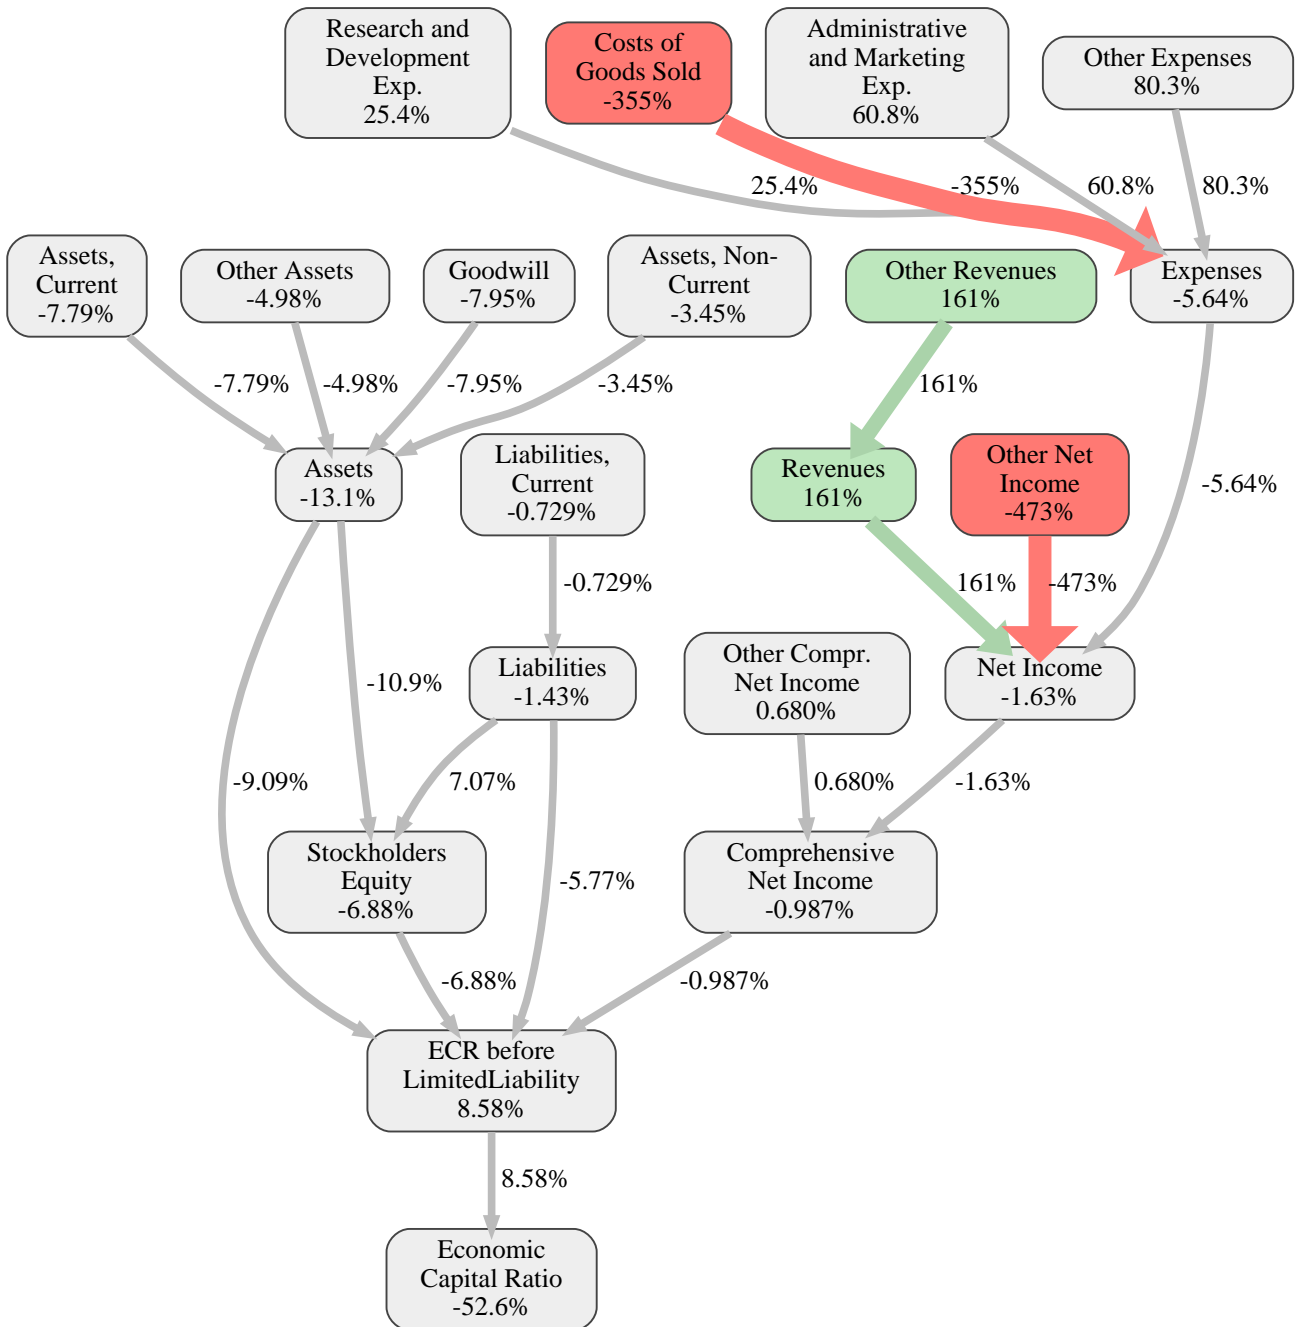 Research and
Development
Exp.
25.4%
Costs of
Goods Sold
-355%
Administrative
and Marketing
Exp.
60.8%
Other Expenses
80.3%
25.4%
-355%
60.8%
80.3%
Assets,
Current
-7.79%
Other Assets
-4.98%
Goodwill
-7.95%
Assets, Non-
Current
-3.45%
Other Revenues
161%
Expenses
-5.64%
-7.79%
-4.98%
-7.95%
-3.45%
161%
-5.64%
Assets
-13.1%
Liabilities,
Current
-0.729%
Revenues
161%
Other Net
Income
-473%
-0.729%
161%
-473%
-10.9%
Liabilities
-1.43%
Other Compr.
Net Income
0.680%
Net Income
-1.63%
-9.09%
7.07%
0.680%
-1.63%
-5.77%
Stockholders
Equity
-6.88%
Comprehensive
Net Income
-0.987%
-6.88%
-0.987%
ECR before
LimitedLiability
8.58%
8.58%
Economic
Capital Ratio
-52.6%